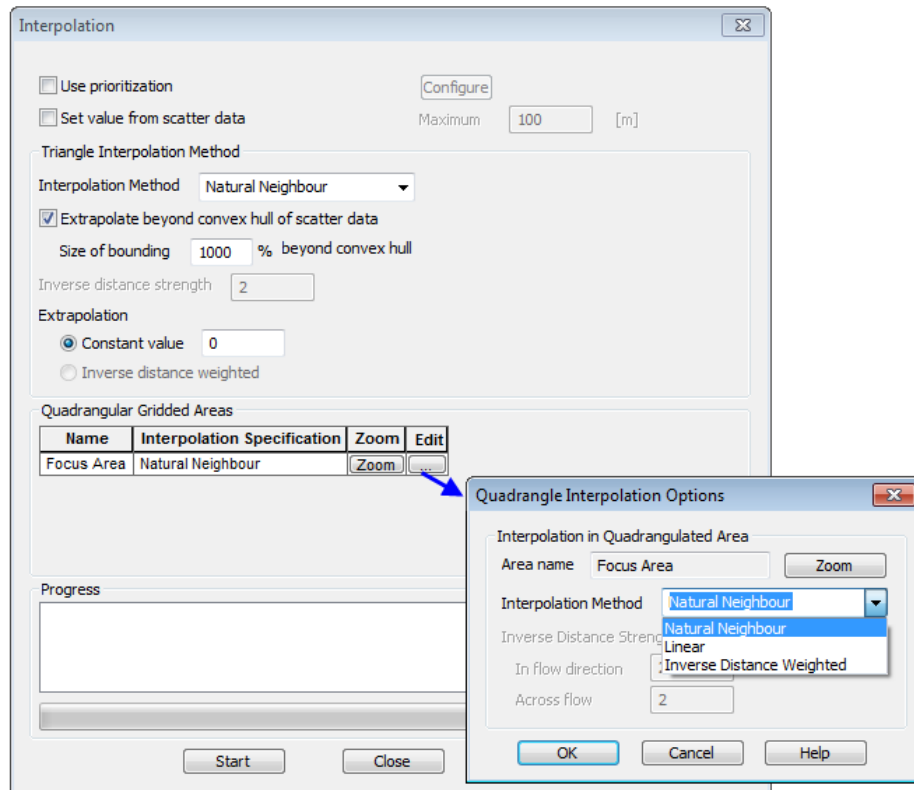 Interpolation
Use prioritization
Configure
Set value from scatter data
Maximum 100 [m]
Triangle Interpolation Method
Interpolation Method Natural Neighbour
Extrapolate beyond convex hull of scatter data
Size of bounding 1000 % beyond convex hull
Inverse distance strength 2
Extrapolation
Constant value 0
Inverse distance weighted
Quadrangular Gridded Areas
Name Interpolation Specification Zoom Edit
Focus Area Natural Neighbour Zoom ...
Progress
Start Close
Quadrangle Interpolation Options
Interpolation in Quadrangulated Area
Area name Focus Area Zoom
Interpolation Method Natural Neighbour
Natural Neighbour
Inverse Distance Streng
Linear
Inverse Distance Weighted
In flow direction
Across flow 2
OK Cancel Help